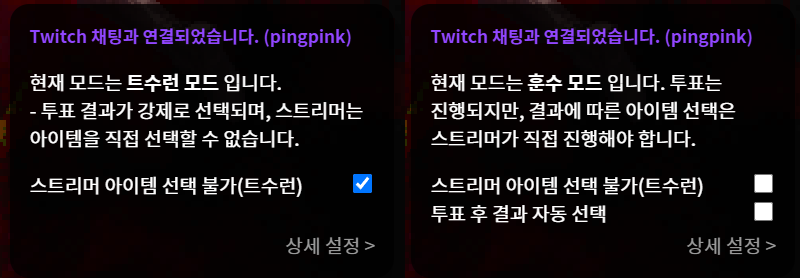 Twitch 채팅과 연결되었습니다. (pingpink)
현재 모드는 트수런 모드 입니다.
- 투표 결과가 강제로 선택되며, 스트리머는
아이템을 직접 선택할 수 없습니다.
스트리머 아이템 선택 불가(트수런)
상세 설정 >
Twitch 채팅과 연결되었습니다. (pingpink)
현재 모드는 훈수 모드 입니다. 투표는
진행되지만, 결과에 따른 아이템 선택은
스트리머가 직접 진행해야 합니다.
스트리머 아이템 선택 불가(트수런)
투표 후 결과 자동 선택
상세 설정 >